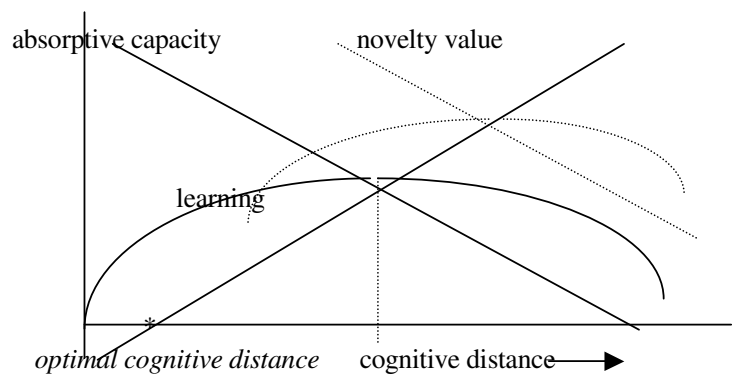 absorptive capacity novelty value
learning
*
optimal cognitive distance cognitive distance